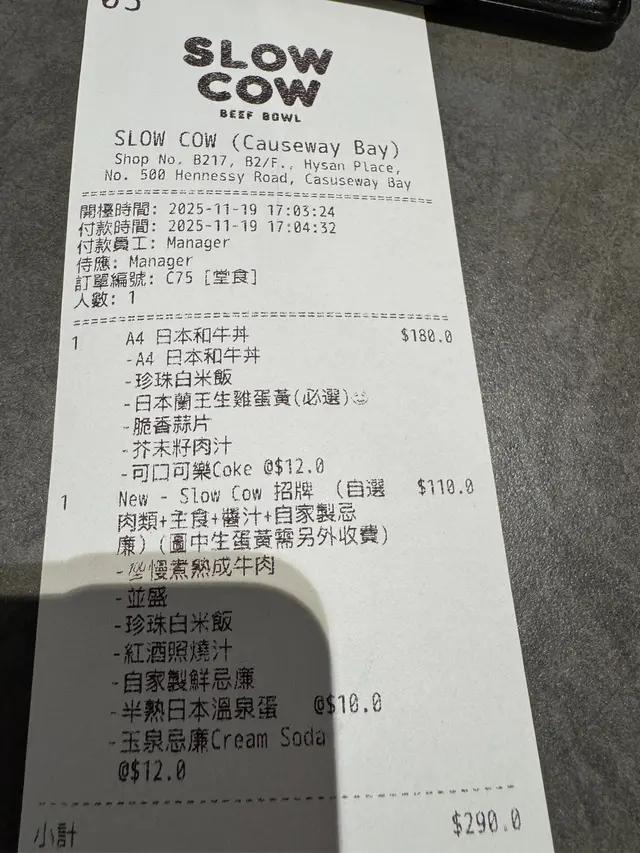 SLOW
COW
BEEF BOWL
SLOW COW (Causeway Bay)
Shop No. B217, B2/F., Hysan Place,
No. 500 Hennessy Road, Casuseway Bay
開檯時間: 2025-11-19 17:03:24
付款時間: 2025-11-19 17:04:32
付款員工: Manager
侍應: Manager
訂單編號: C75 [堂食]
人數: 1
1 A4 日本和牛丼 $180.0
-A4 日本和牛丼
-珍珠白米飯
-日本蘭王生雞蛋黃(必選)
-脆香蒜片
-芥末籽肉汁
-可口可樂Coke @$12.0
1 New - Slow Cow 招牌 (自選 $110.0
肉類+主食+醬汁+自家製忌
廉) (圖中生蛋黃需另外收費)
-慢煮熟成牛肉
-並盛
-珍珠白米飯
-紅酒照燒汁
-自家製鮮忌廉
-半熟日本溫泉蛋 @$10.0
-玉泉忌廉Cream Soda
@$12.0
小計 $290.0